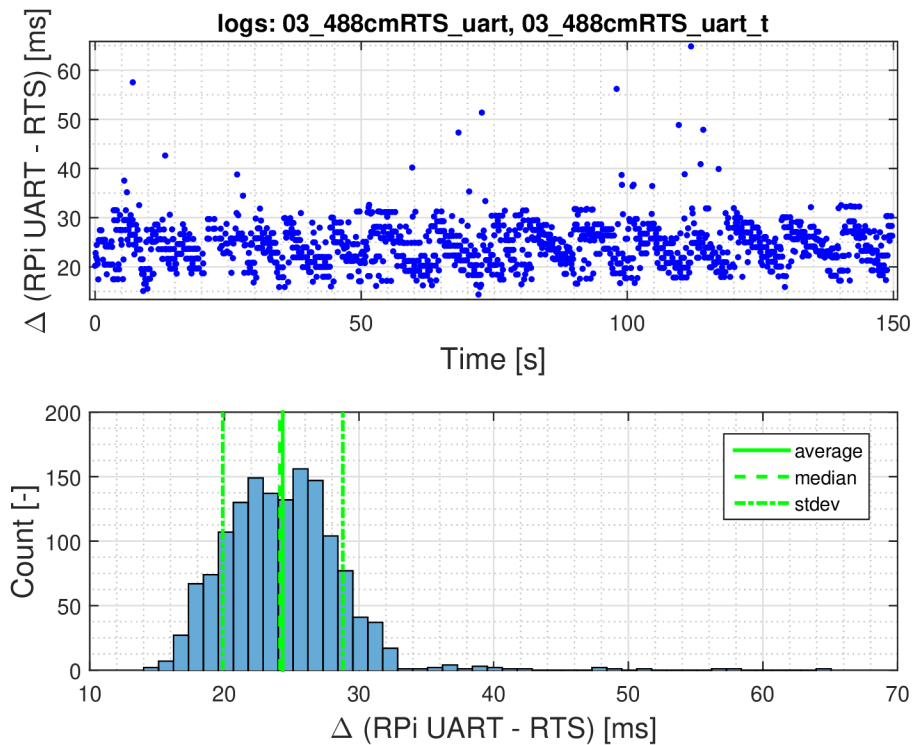 logs: 03_488cmRTS_uart, 03_488cmRTS_uart_t
Δ (RPi UART - RTS) [ms]
60
50
40
30
20
0
50
100
150
Time [s]
200
150
100
50
0
Count [-]
average
median
stdev
10
20
30
40
50
60
70
Δ (RPi UART - RTS) [ms]